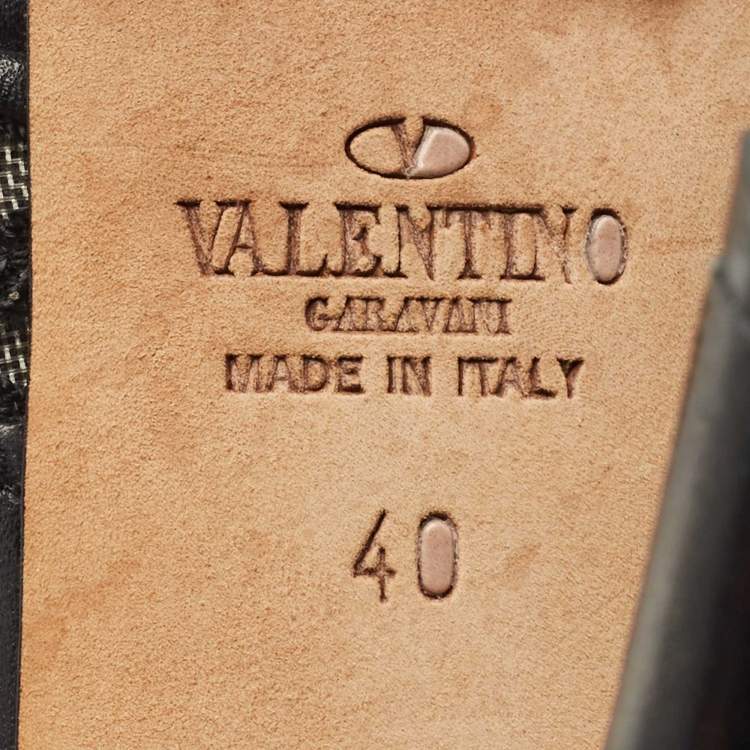 V
VALENTINO
GARAVANI
MADE IN ITALY
40